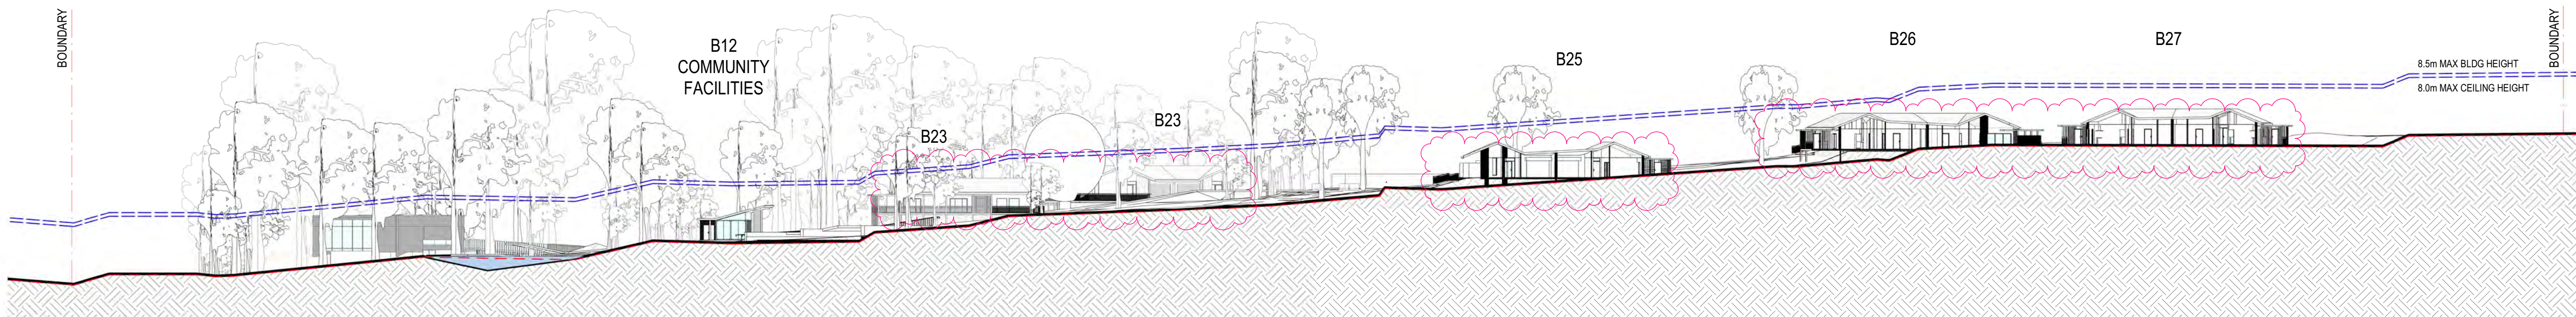 BOUNDARY
B12
COMMUNITY
FACILITIES
B23
B23
B25
B26
B27
8.5m MAX BLDG HEIGHT
8.0m MAX CEILING HEIGHT
BOUNDARY